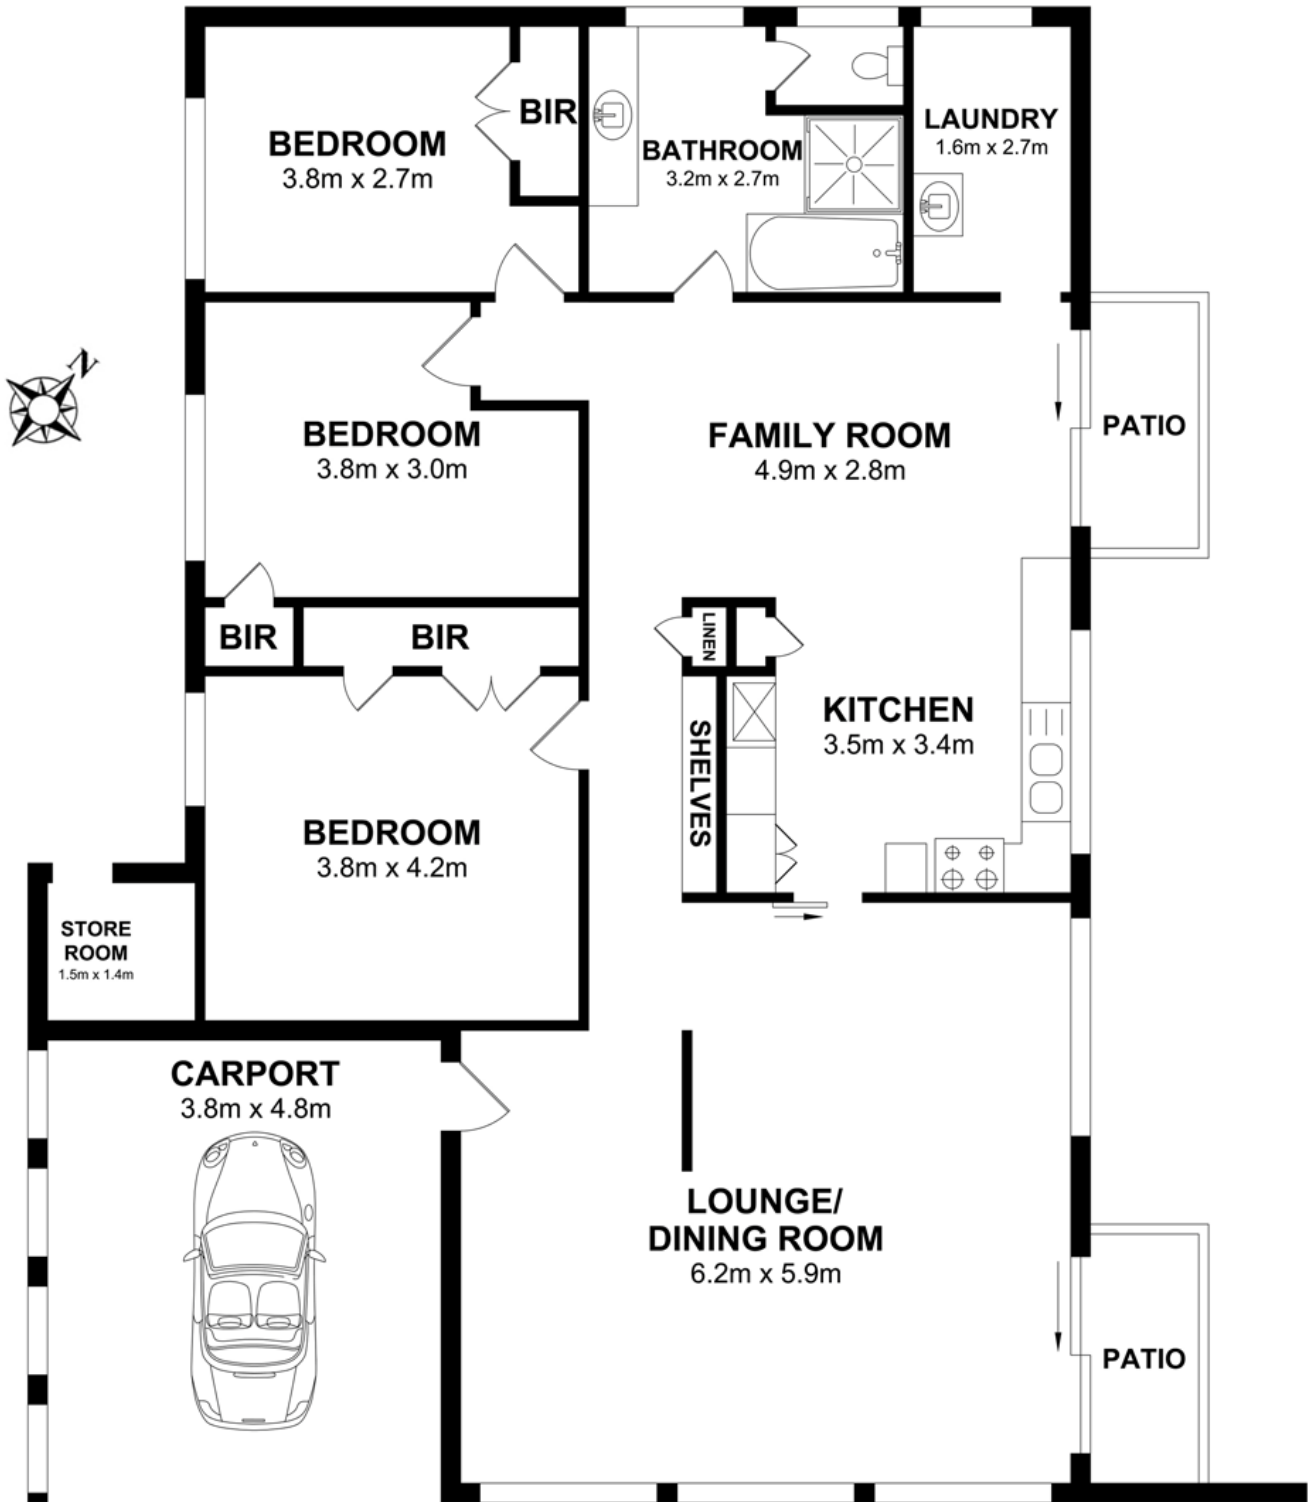 BEDROOM
3.8m x 2.7m
BIR
BATHROOM
3.2m x 2.7m
LAUNDRY
1.6m x 2.7m
N
BEDROOM
3.8m x 3.0m
FAMILY ROOM
4.9m x 2.8m
PATIO
BIR
BIR
LINEN
SHELVES
KITCHEN
3.5m x 3.4m
BEDROOM
3.8m x 4.2m
STORE
ROOM
1.5m x 1.4m
CARPORT
3.8m x 4.8m
LOUNGE/
DINING ROOM
6.2m x 5.9m
PATIO